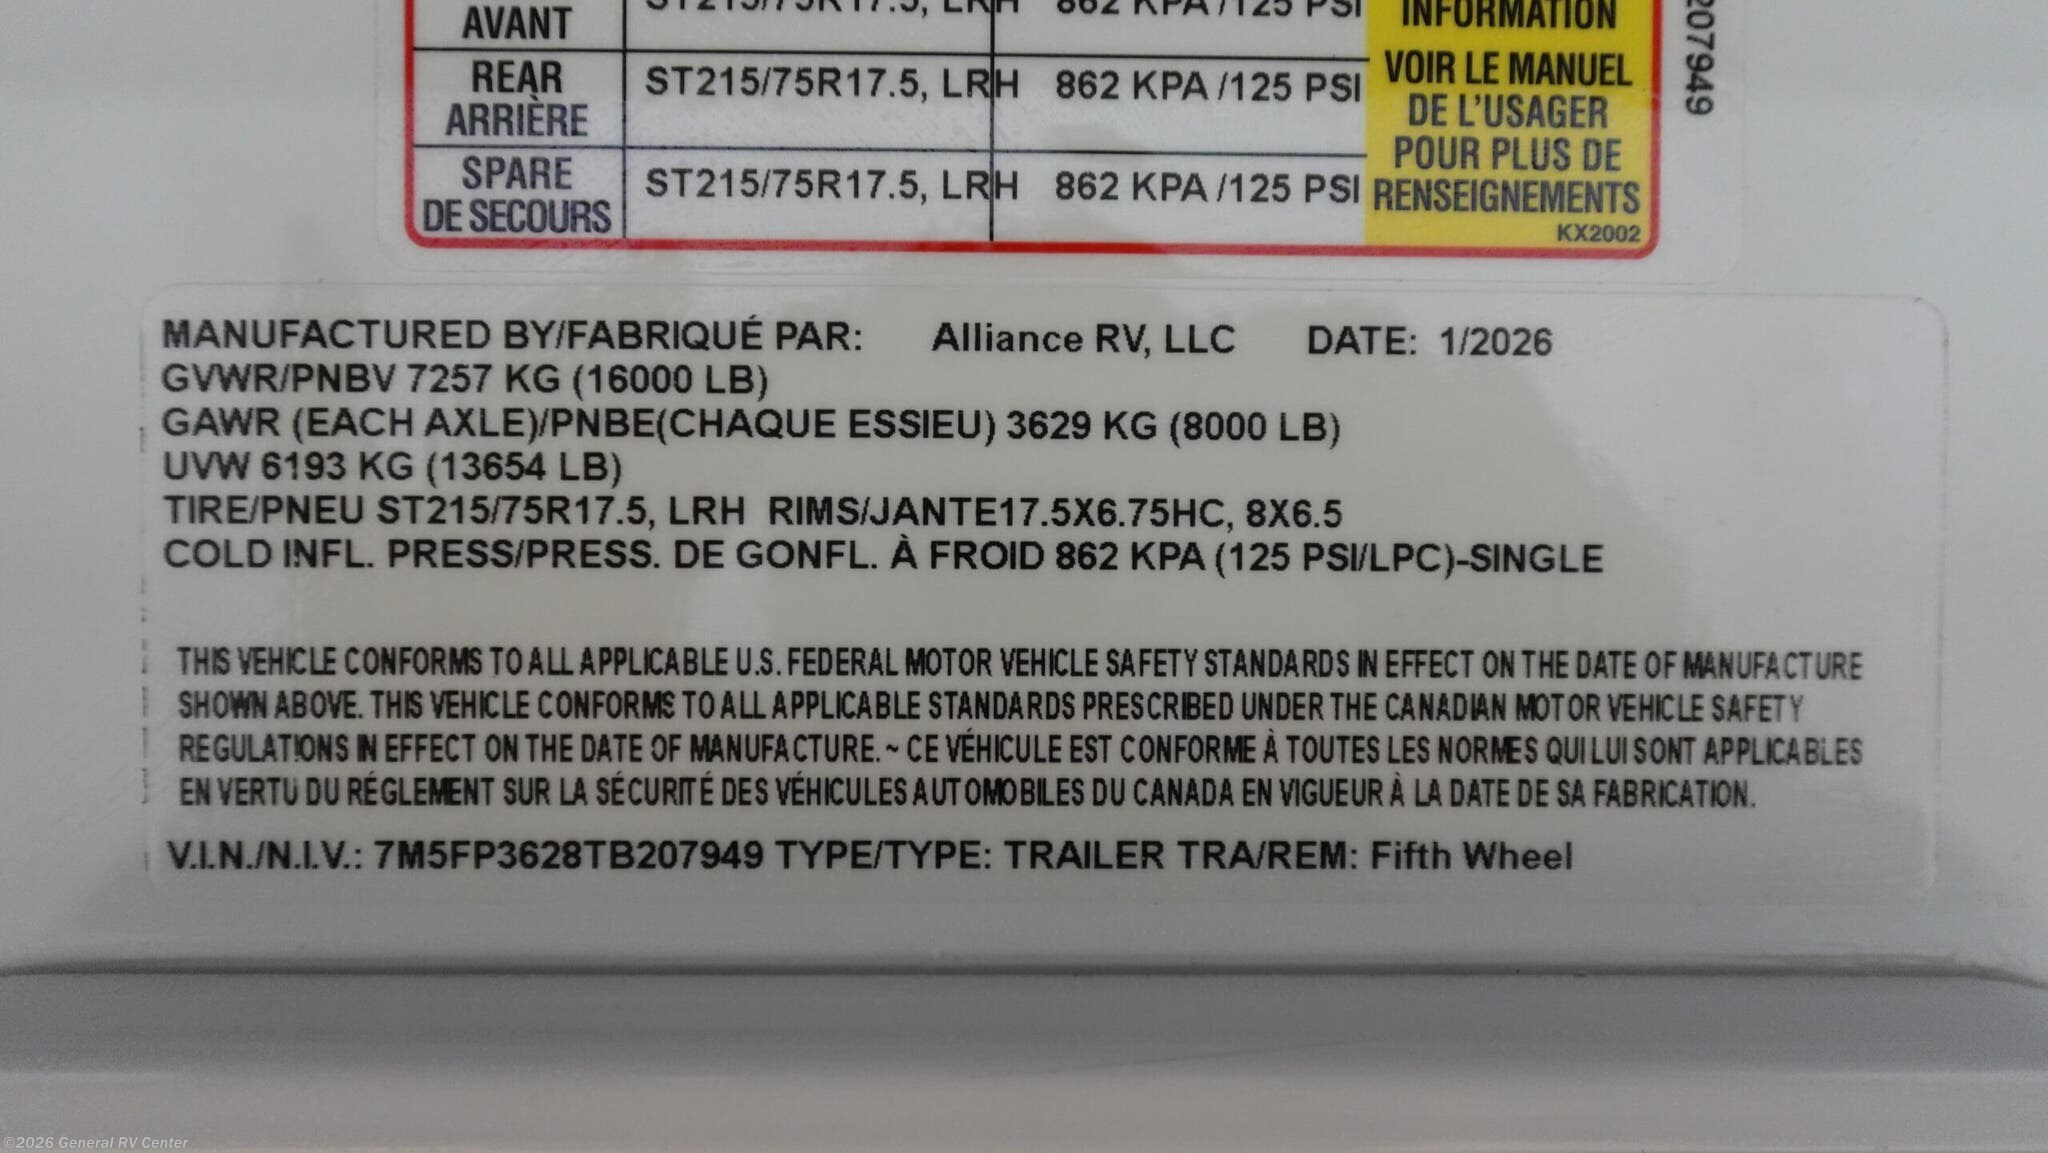 AVANT
ST215/75R17.5, LRH 862 KPA /125 PSI
INFORMATION
REAR
ARRIÈRE
ST215/75R17.5, LRH 862 KPA /125 PSI
SPARE
DE SECOURS
ST215/75R17.5, LRH 862 KPA /125 PSI
VOIR LE MANUEL
DE L'USAGER
POUR PLUS DE
RENSEIGNEMENTS
KX2002
207949
MANUFACTURED BY/FABRIQUÉ PAR: Alliance RV, LLC DATE: 1/2026
GVWR/PNBV 7257 KG (16000 LB)
GAWR (EACH AXLE)/PNBE(CHAQUE ESSIEU) 3629 KG (8000 LB)
UVW 6193 KG (13654 LB)
TIRE/PNEU ST215/75R17.5, LRH RIMS/JANTE17.5X6.75HC, 8X6.5
COLD INFL. PRESS/PRESS. DE GONFL. À FROID 862 KPA (125 PSI/LPC)-SINGLE
THIS VEHICLE CONFORMS TO ALL APPLICABLE U.S. FEDERAL MOTOR VEHICLE SAFETY STANDARDS IN EFFECT ON THE DATE OF MANUFACTURE
SHOWN ABOVE. THIS VEHICLE CONFORMS TO ALL APPLICABLE STANDARDS PRESCRIBED UNDER THE CANADIAN MOTOR VEHICLE SAFETY
REGULATIONS IN EFFECT ON THE DATE OF MANUFACTURE. ~ CE VÉHICULE EST CONFORME À TOUTES LES NORMES QUI LUI SONT APPLICABLES
EN VERTU DU RÉGLEMENT SUR LA SÉCURITÉ DES VÉHICULES AUTOMOBILES DU CANADA EN VIGUEUR À LA DATE DE SA FABRICATION.
V.I.N./N.I.V.: 7M5FP3628TB207949 TYPE/TYPE: TRAILER TRA/REM: Fifth Wheel
©2026 General RV Center